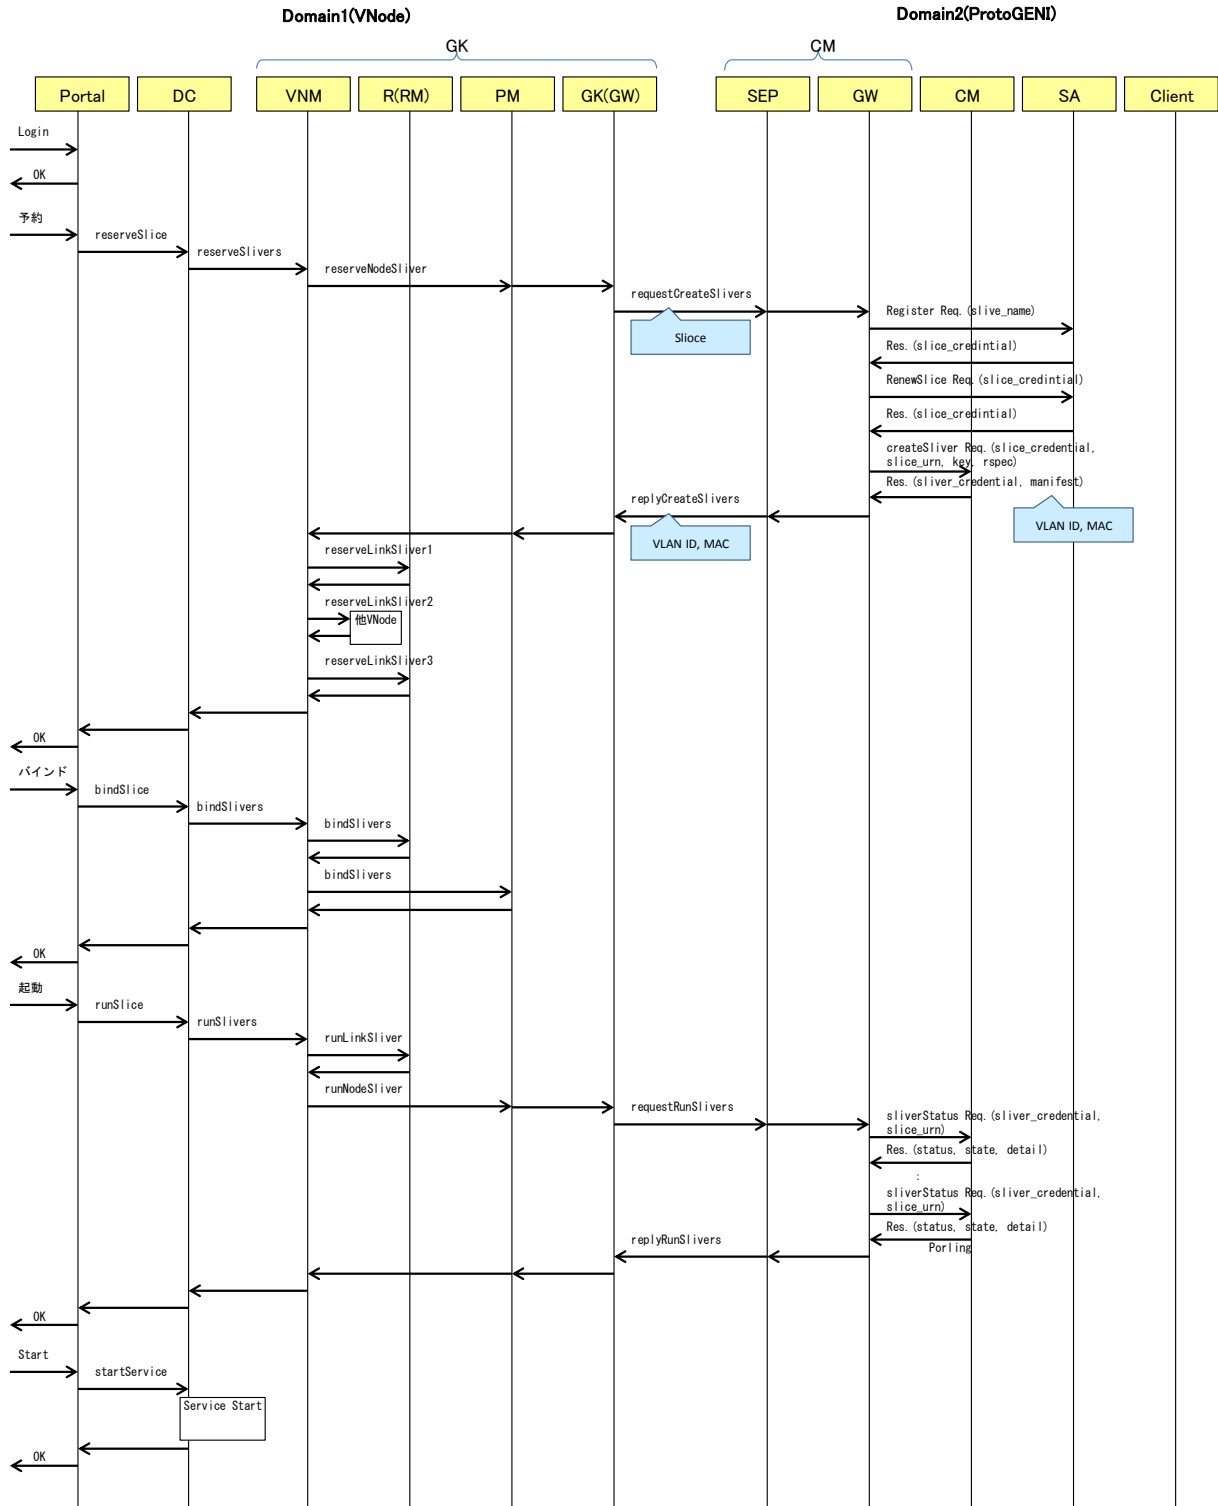 Domain1(VNode)
Domain2(ProtoGENI)
GK
CM
Portal
DC
VNM
R(RM)
PM
GK(GW)
SEP
GW
CM
SA
Client
Login
OK
予約
reserveSlice
reserveSlivers
reserveNodeSliver
requestCreateSlivers
Slioce
Register Req.(slive_name)
Res.(slice_credintial)
RenewSlice Req.(slice_credintial)
Res.(slice_credintial)
createSliver Req.(slice_credential,
slice_urn, key, rspec)
Res.(sliver_credential, manifest)
VLAN ID, MAC
replyCreateSlivers
VLAN ID, MAC
reserveLinkSliver1
reserveLinkSliver2
他VNode
reserveLinkSliver3
OK
バインド
bindSlice
bindSlivers
bindSlivers
bindSlivers
OK
起動
runSlice
runSlivers
runLinkSliver
runNodeSliver
requestRunSlivers
sliverStatus Req.(sliver_credential,
slice_urn)
Res.(status, state, detail)
:
sliverStatus Req.(sliver_credential,
slice_urn)
Res.(status, state, detail)
Porling
replyRunSlivers
OK
Start
startService
Service Start
OK